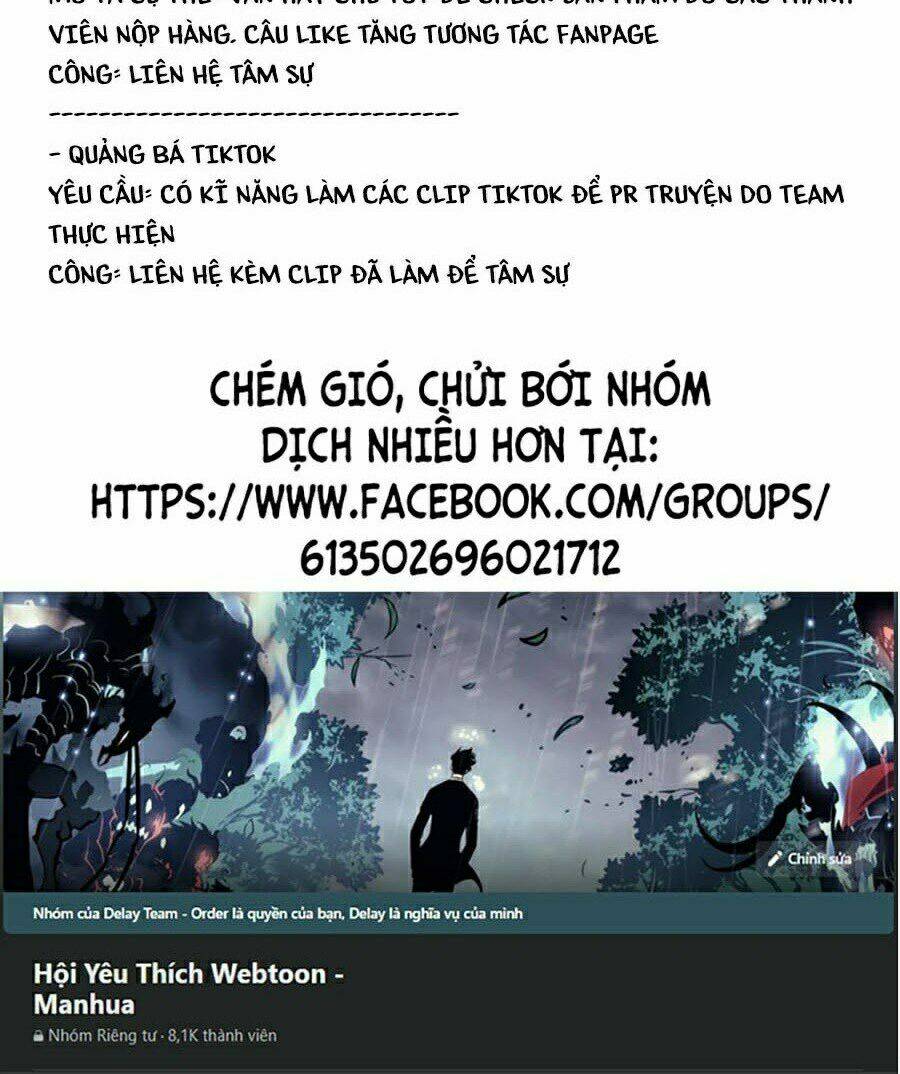 VIÊN NỘP HÀNG. CÂU LIKE TĂNG TƯƠNG TÁC FANPAGE
CÔNG: LIÊN HỆ TÂM SỰ
---------------------------------
- QUẢNG BÁ TIKTOK
YÊU CẦU: CÓ KĨ NĂNG LÀM CÁC CLIP TIKTOK ĐỂ PR TRUYỆN DO TEAM
THỰC HIỆN
CÔNG: LIÊN HỆ KÈM CLIP ĐÃ LÀM ĐỂ TÂM SỰ
CHÉM GIÓ, CHỬI BỚI NHÓM
DỊCH NHIỀU HƠN TẠI:
HTTPS://WWW.FACEBOOK.COM/GROUPS/
613502696021712
Chỉnh sửa
Nhóm của Delay Team - Order là quyền của bạn, Delay là nghĩa vụ của mình
Hội Yêu Thích Webtoon -
Manhua
Nhóm Riêng tư · 8,1K thành viên